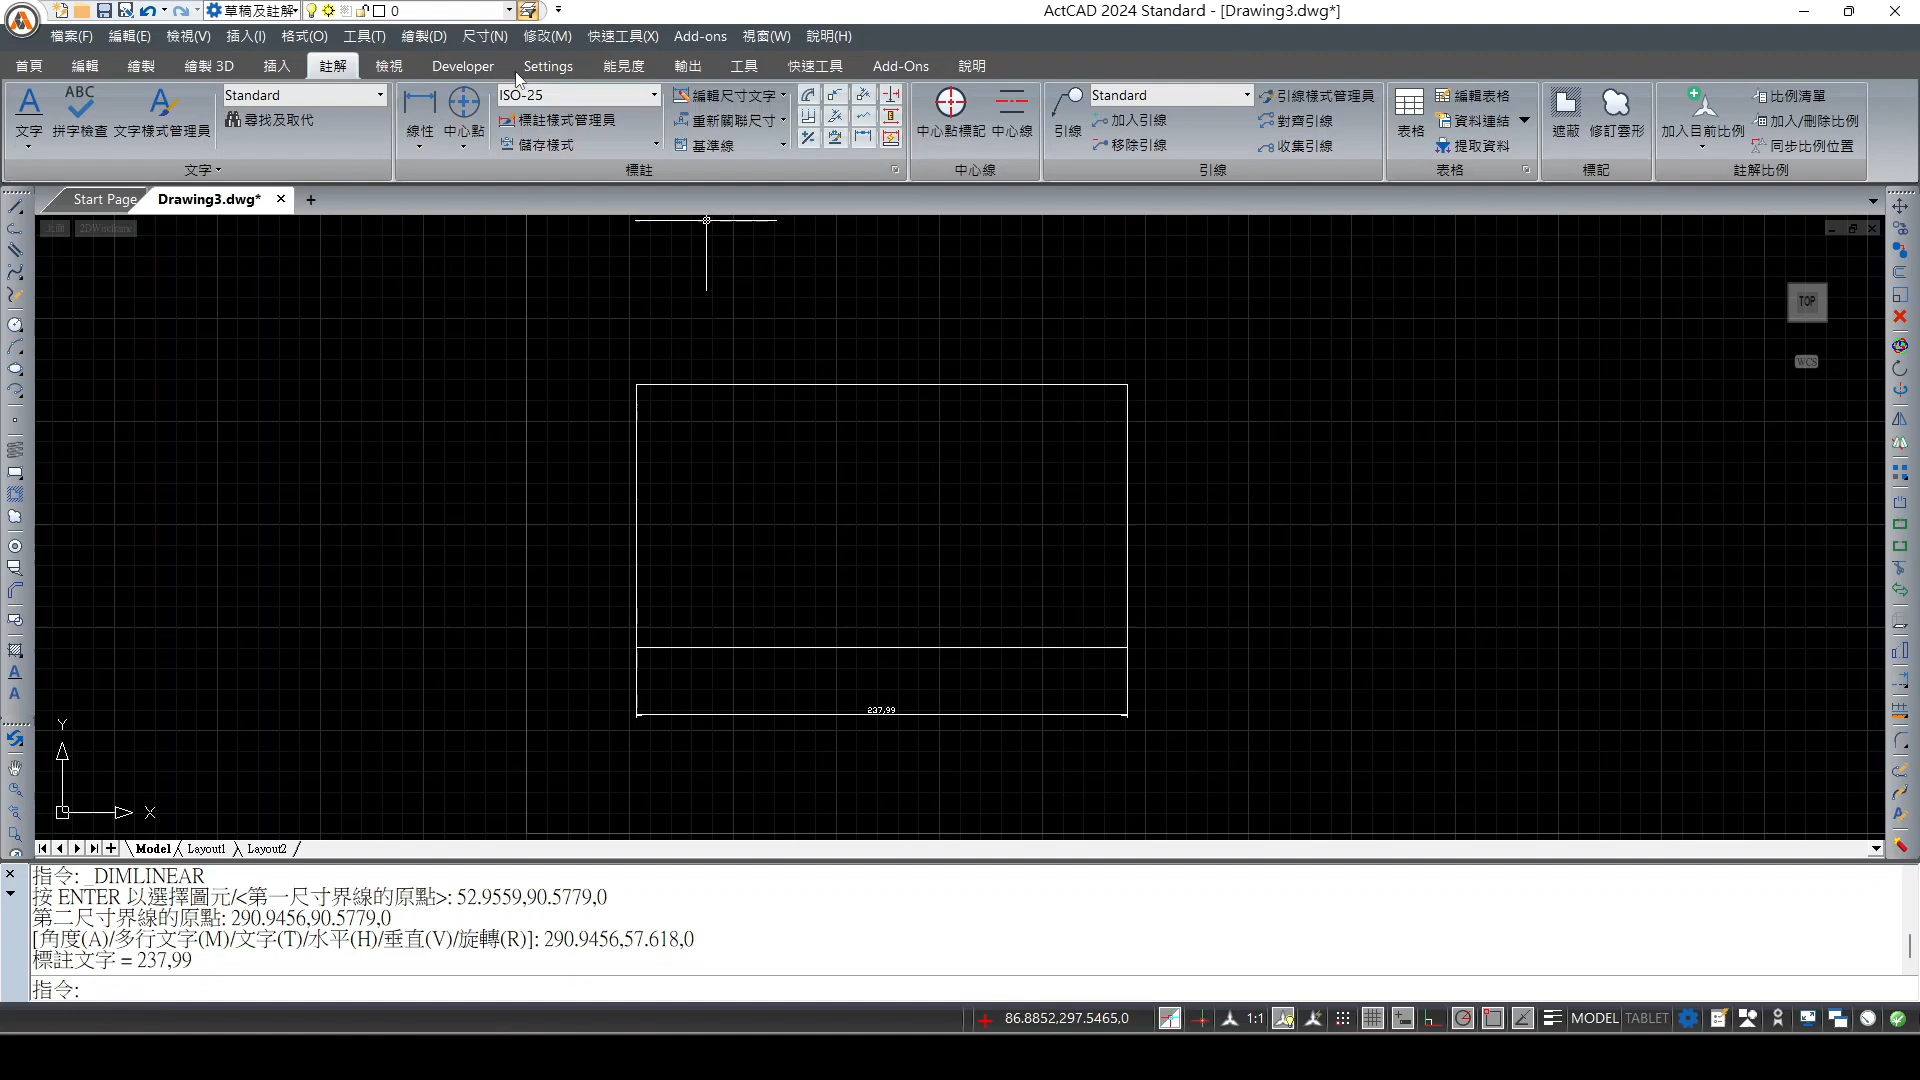 草稿及註解
0
ActCAD 2024 Standard - [Drawing3.dwg*]
檔案(F) 編輯(E) 檢視(V) 插入(I) 格式(O) 工具(T) 繪製(D) 尺寸(N) 修改(M) 快速工具(X) Add-ons 視窗(W) 說明(H)
首頁 編輯 繪製 繪製 3D 插入 註解 檢視 Developer Settings 能見度 輸出 工具 快速工具 Add-Ons 說明
文字 ABC 拼字檢查 文字樣式管理員
Standard
尋找及取代
文字
線性 中心點
ISO-25
標註樣式管理員
儲存樣式
編輯尺寸文字
重新關聯尺寸
基準線
標註
中心點標記 中心線
中心線
引線
Standard
加入引線
移除引線
引線樣式管理員
對齊引線
收集引線
引線
表格
編輯表格
資料連結
提取資料
表格
遮蔽 修訂雲形
標記
加入目前比例
比例清單
加入/刪除比例
同步比例位置
註解比例
Start Page Drawing3.dwg*
上面 2DWireframe
TOP
WCS
237,99
Y
X
Model Layout1 Layout2
指令: _DIMLINEAR
按 ENTER 以選擇圖元/<第一尺寸界線的原點>: 52.9559,90.5779,0
第二尺寸界線的原點: 290.9456,90.5779,0
[角度(A)/多行文字(M)/文字(T)/水平(H)/垂直(V)/旋轉(R)]: 290.9456,57.618,0
標註文字 = 237,99
指令:
86.8852,297.5465,0 1:1 MODEL TABLET